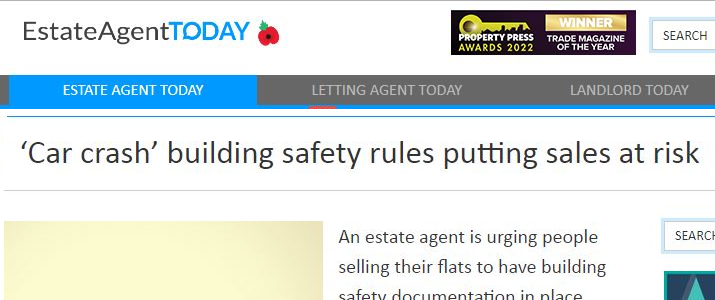 EstateAgentTODAY
PROPERTY PRESS
AWARDS 2022
WINNER
TRADE MAGAZINE
OF THE YEAR
SEARCH
ESTATE AGENT TODAY
LETTING AGENT TODAY
LANDLORD TODAY
‘Car crash’ building safety rules putting sales at risk
An estate agent is urging people
selling their flats to have building
safety documentation in place
SEARCH